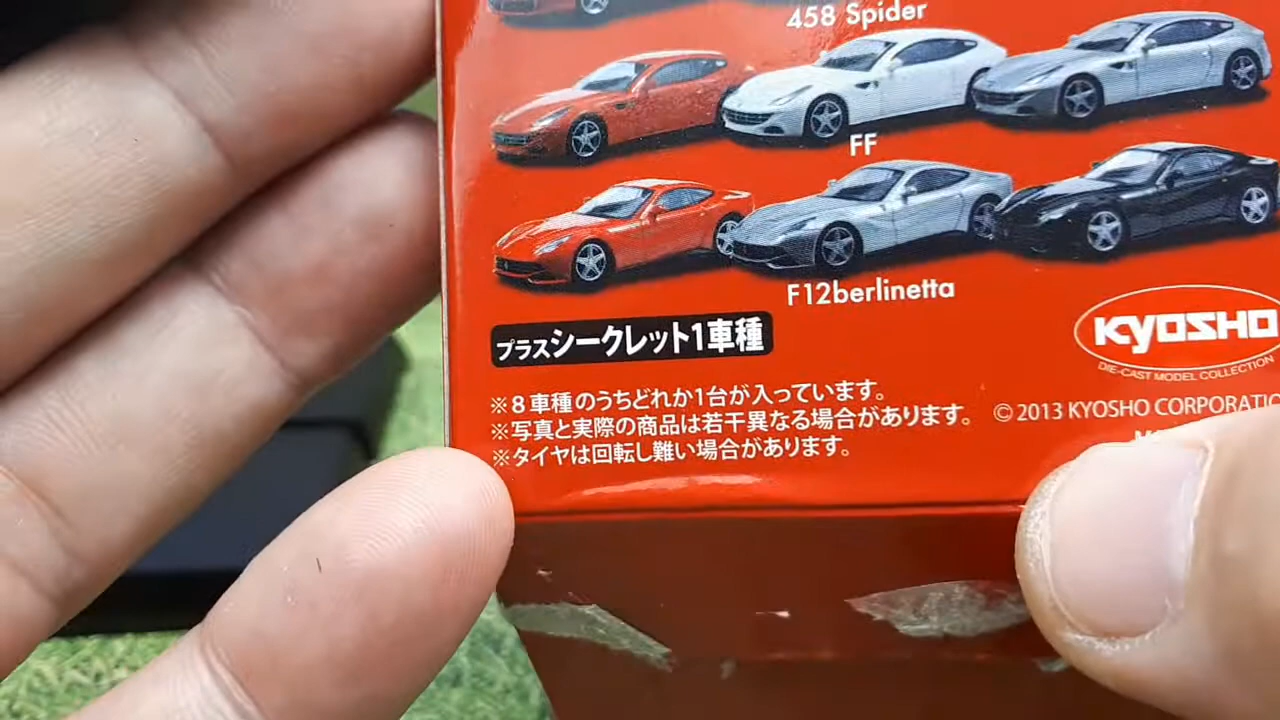 458 Spider
FF
F12berlinetta
プラスシークレット1車種
KYOSHO
DIE-CAST MODEL COLLECTION
※8車種のうちどれか1台が入っています。
※写真と実際の商品は若干異なる場合があります。
※タイヤは回転し難い場合があります。
© 2013 KYOSHO